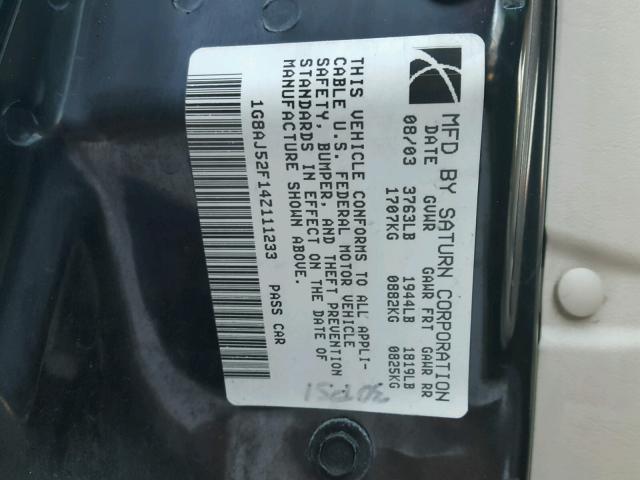 MFD BY SATURN CORPORATION
DATE GVWR GAWR FRT GAWR RR
08/03 3763LB 1944LB 1819LB
1707KG 0882KG 0825KG
THIS VEHICLE CONFORMS TO ALL APPLI-
CABLE U.S. FEDERAL MOTOR VEHICLE
SAFETY, BUMPER, AND THEFT PREVENTION
STANDARDS IN EFFECT ON THE DATE OF
MANUFACTURE SHOWN ABOVE.
1G8AJ52F14Z111233 PASS CAR
30 PSI